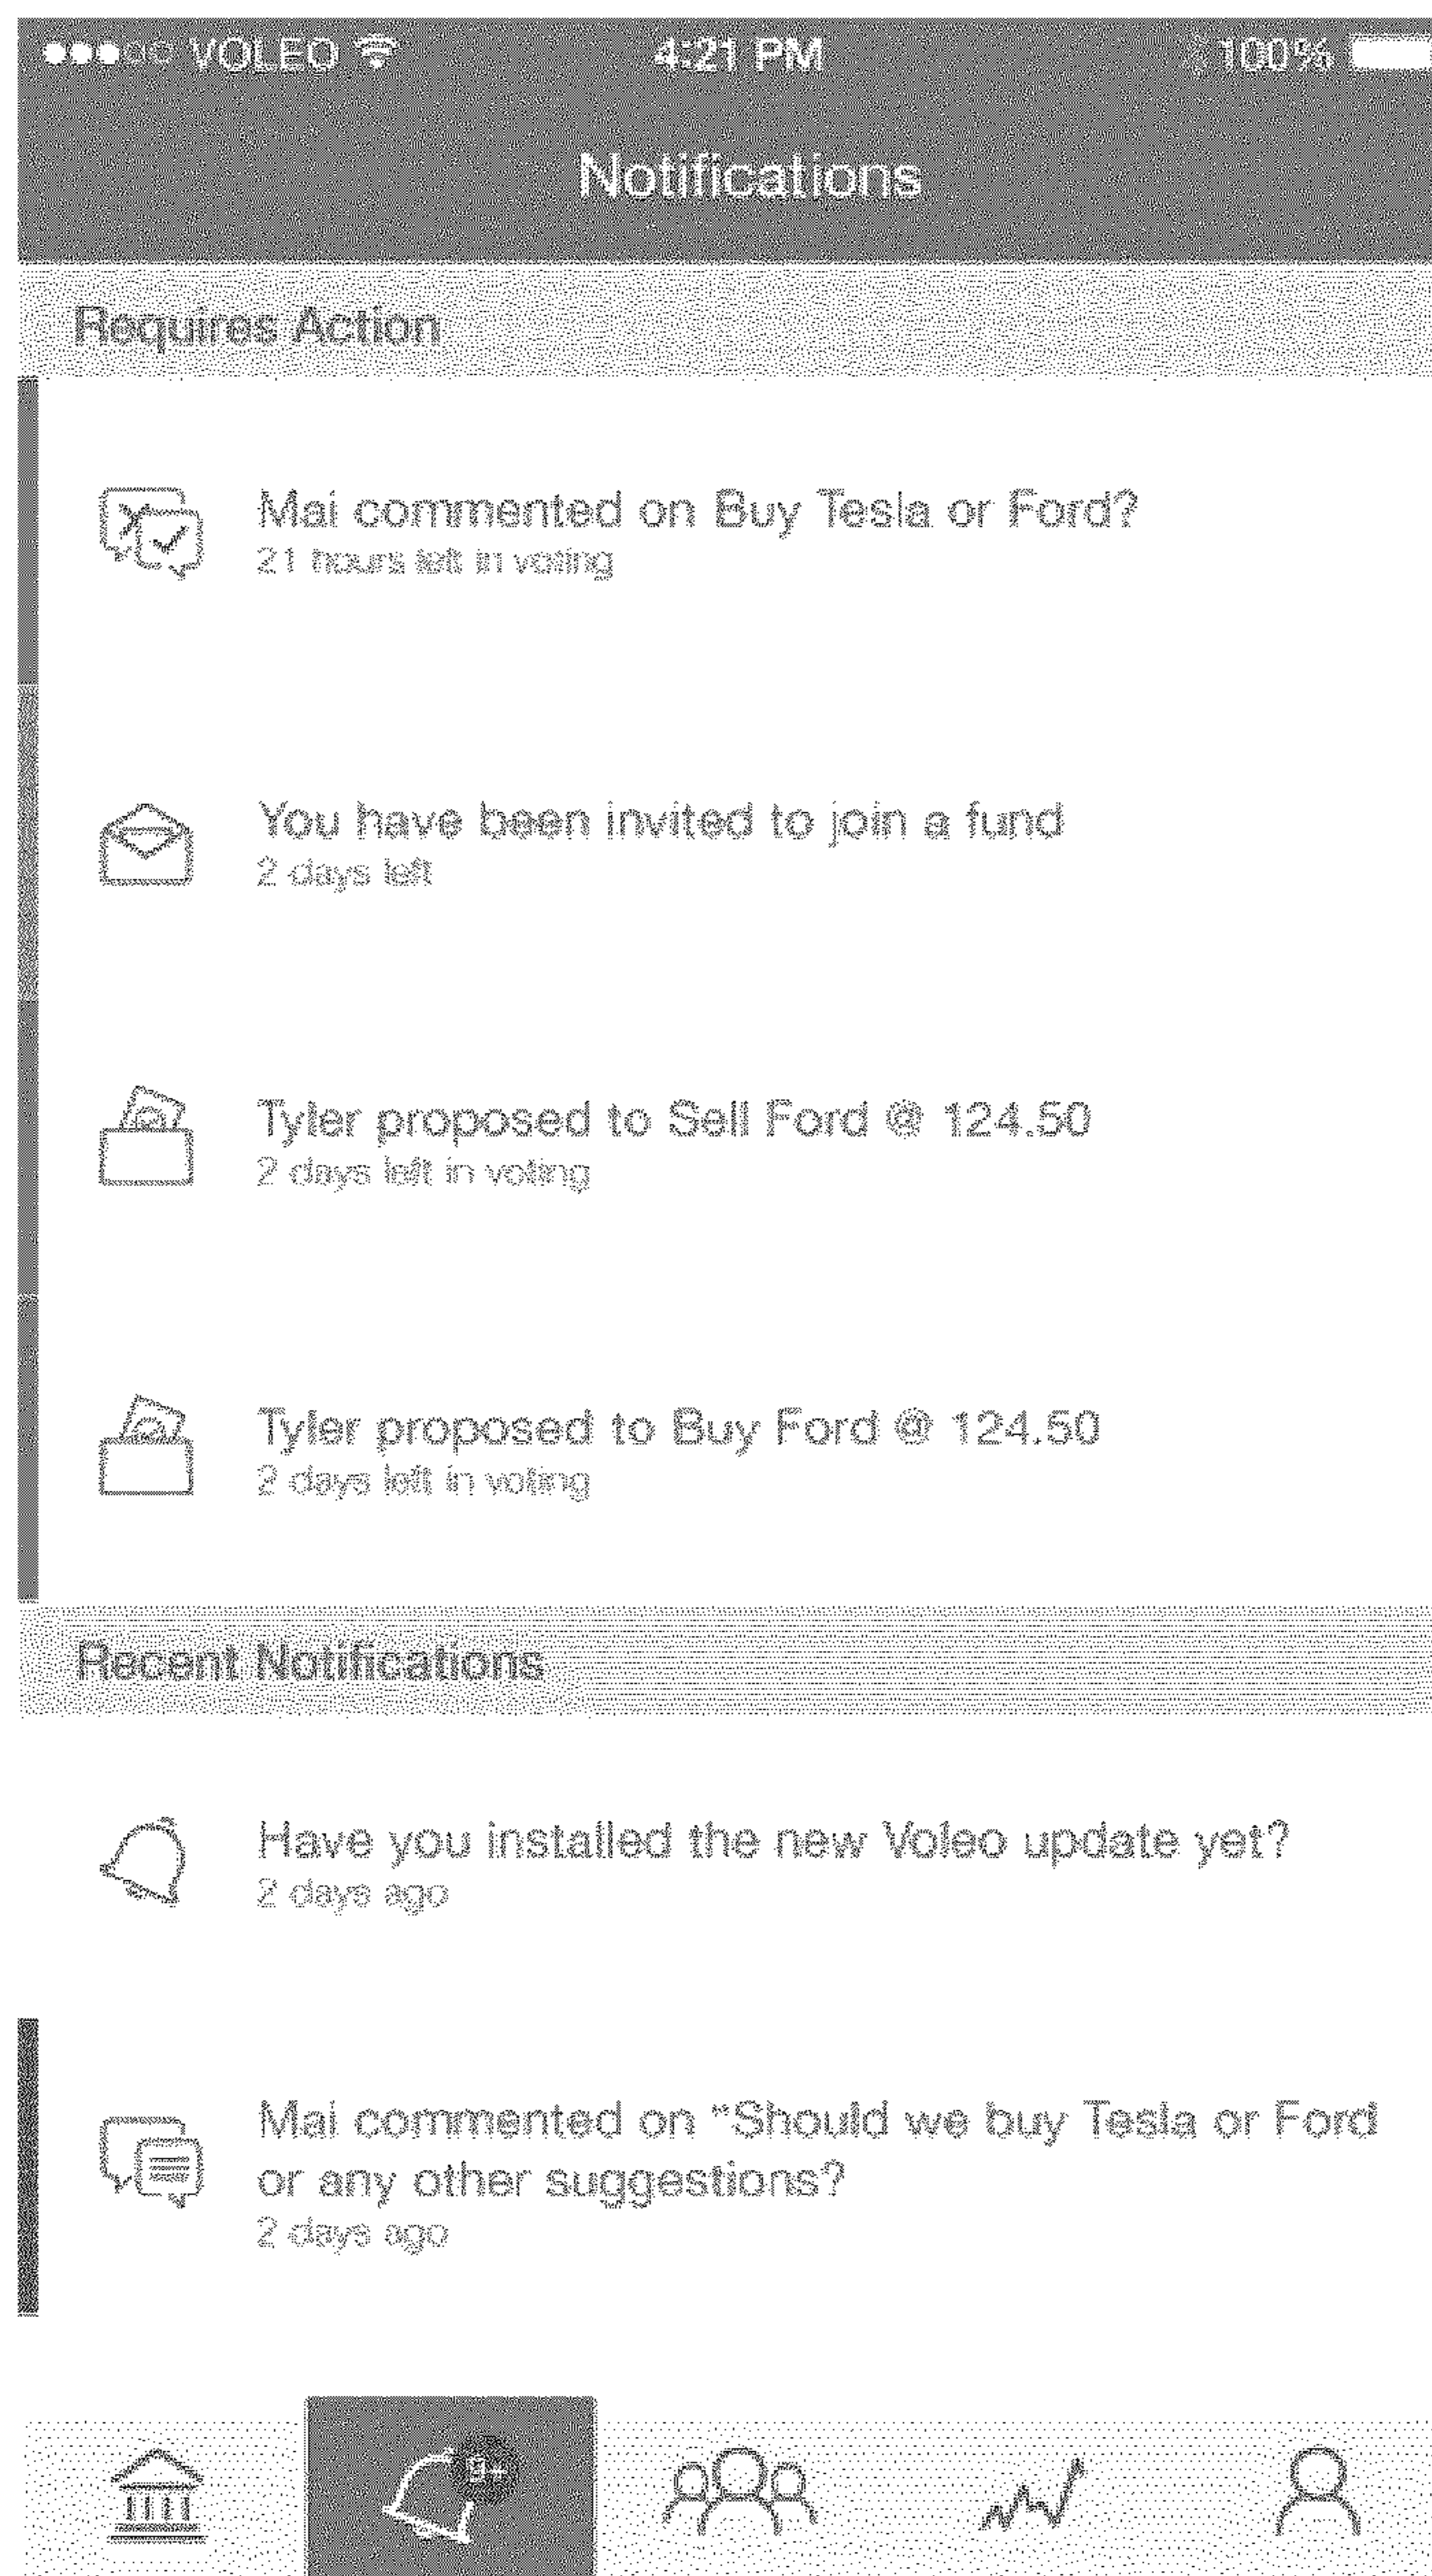 VOLEO 4:21 PM 100%
Notifications
Requires Action
Mai commented on Buy Tesla or Ford?
21 hours left in voting
You have been invited to join a fund
2 days left
Tyler proposed to Sell Ford @ 124.50
2 days left in voting
Tyler proposed to Buy Ford @ 124.50
2 days left in voting
Recent Notifications
Have you installed the new Voleo update yet?
2 days ago
Mai commented on "Should we buy Tesla or Ford
or any other suggestions?
2 days ago